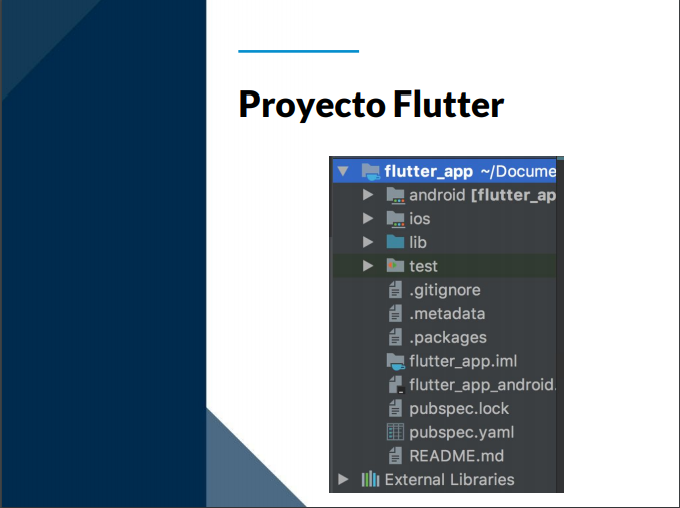 Proyecto Flutter
flutter_app ~/Docume
android [flutter_ap
ios
lib
test
.gitignore
.metadata
.packages
flutter_app.iml
flutter_app_android.
pubspec.lock
pubspec.yaml
README.md
External Libraries